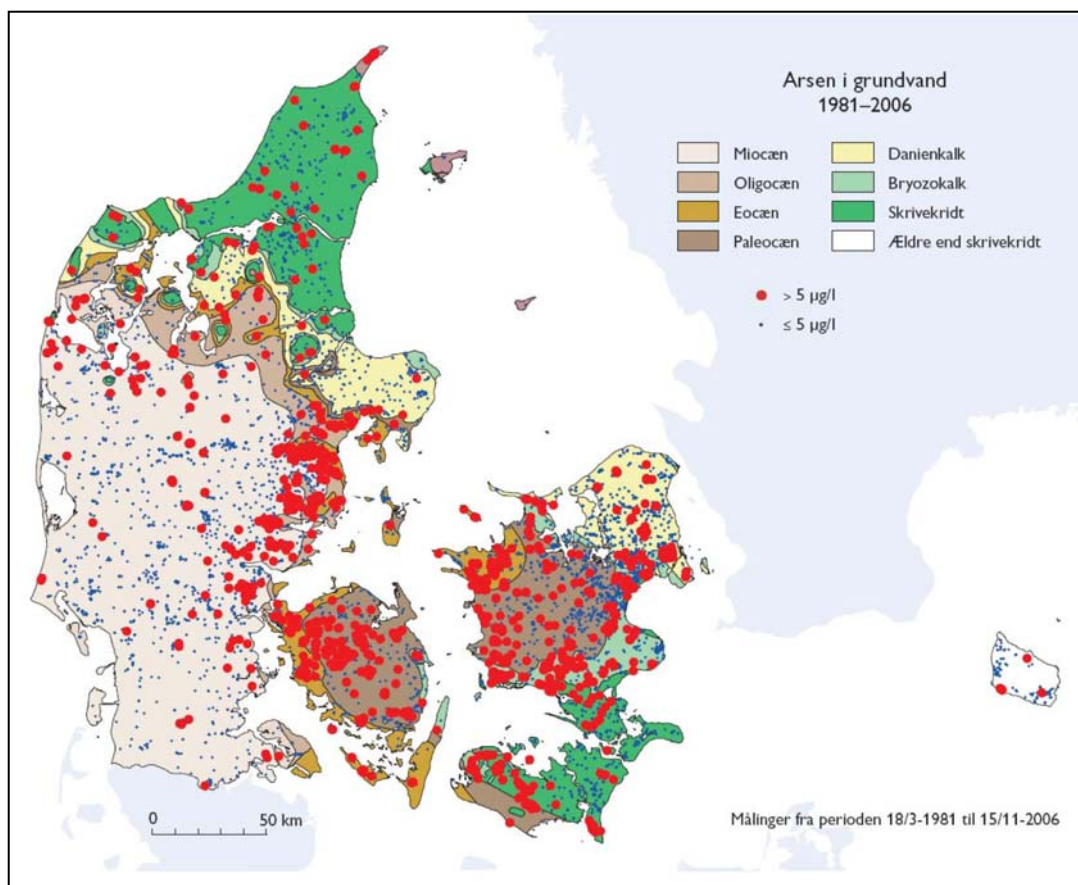 Arsen i grundvand
1981–2006
Miocæn
Oligocæn
Eocæn
Paleocæn
Danienkalk
Bryozokalk
Skrivekridt
Ældre end skrivekridt
> 5 µg/l
≤ 5 µg/l
0 50 km
Målinger fra perioden 18/3-1981 til 15/11-2006